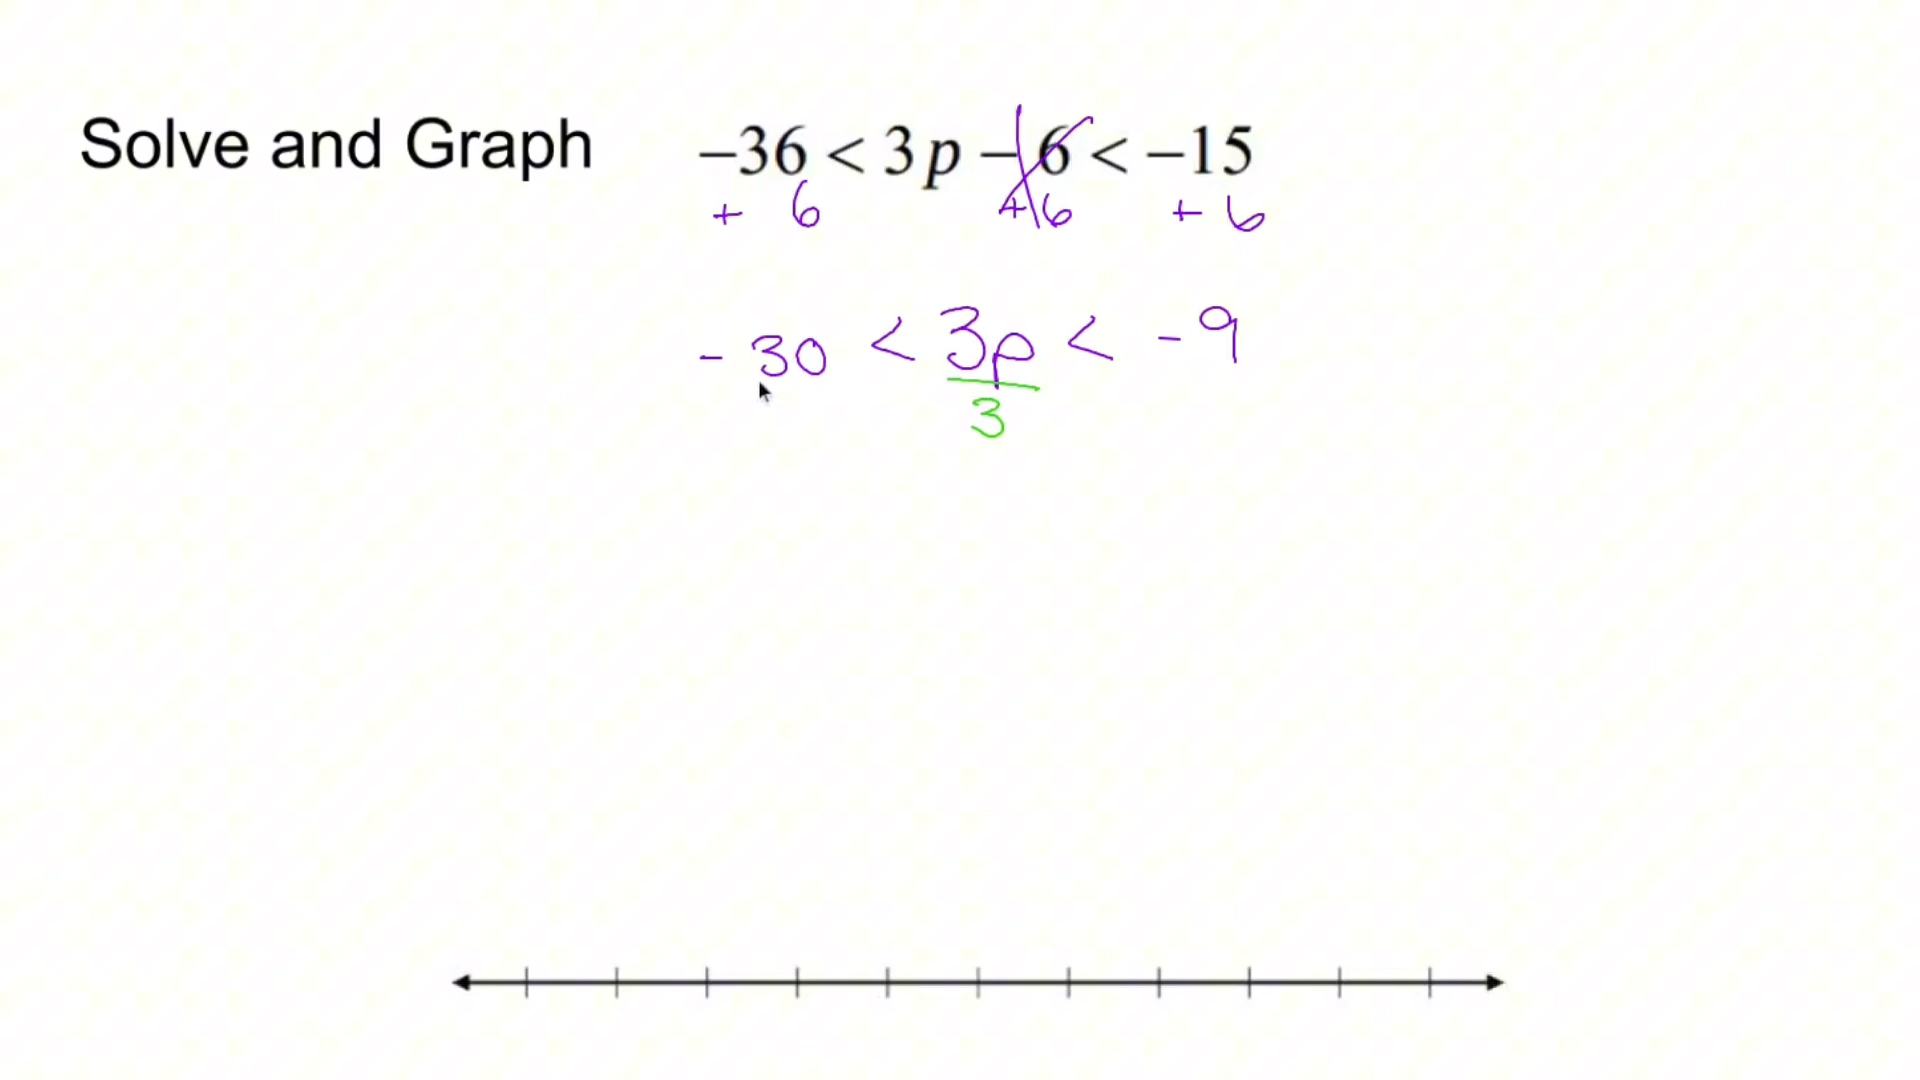 Solve and Graph −36 < 3p − 6 < −15
+ 6 +6 + 6
- 30 < 3p < - 9
3